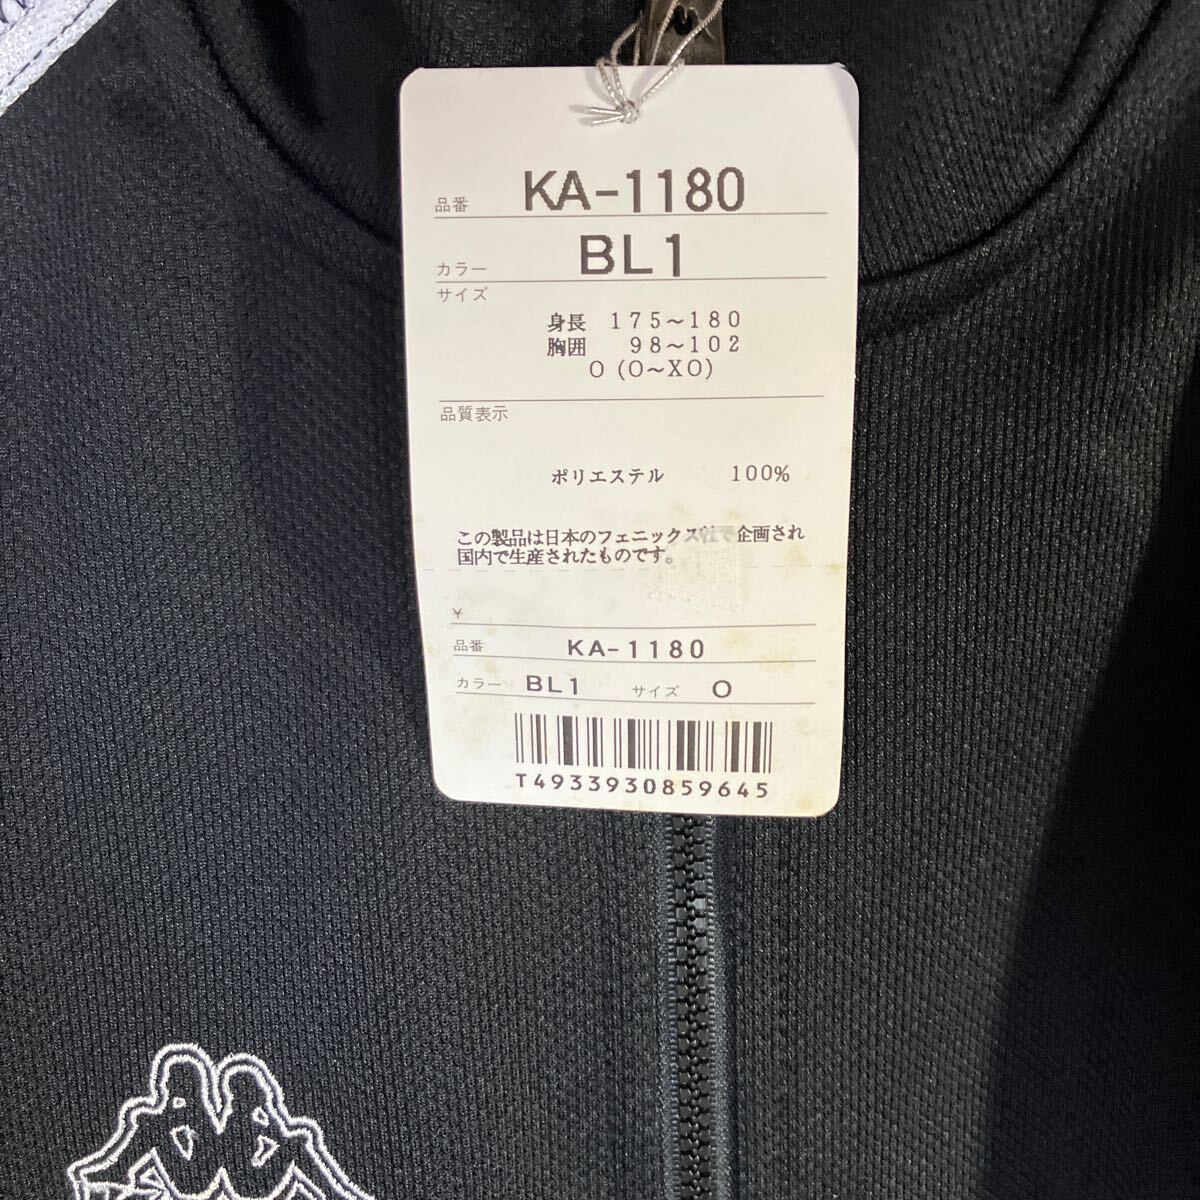 品番 KA-1180
カラー BL1
サイズ
身長 175～180
胸囲 98～102
O (O～XO)
品質表示
ポリエステル 100%
この製品は日本のフェニックス社で企画され
国内で生産されたものです。
¥
品番 KA-1180
カラー BL1 サイズ O
T4933930859645